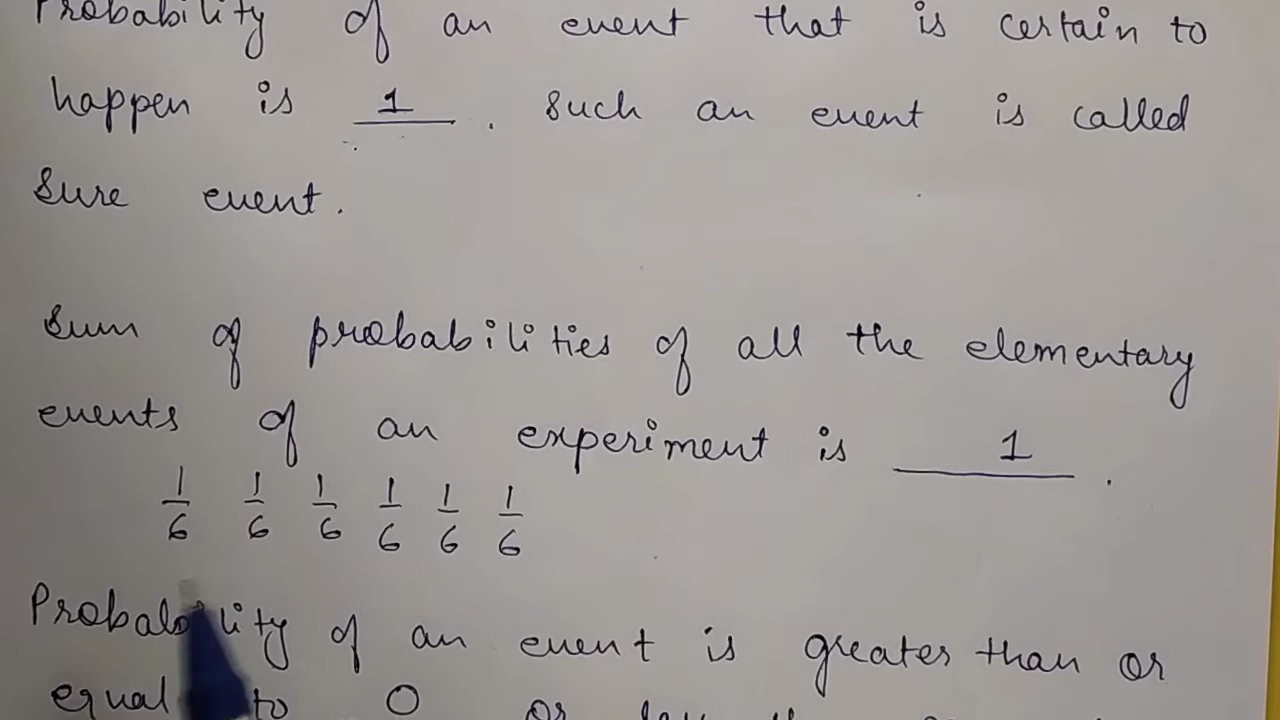 Probability of an event that is certain to
happen is 1 . Such an event is called
Sure event.
Sum of probabilities of all the elementary
events of an experiment is 1 .
1/6 1/6 1/6 1/6 1/6 1/6
Probability of an event is greater than or
equal to 0 or